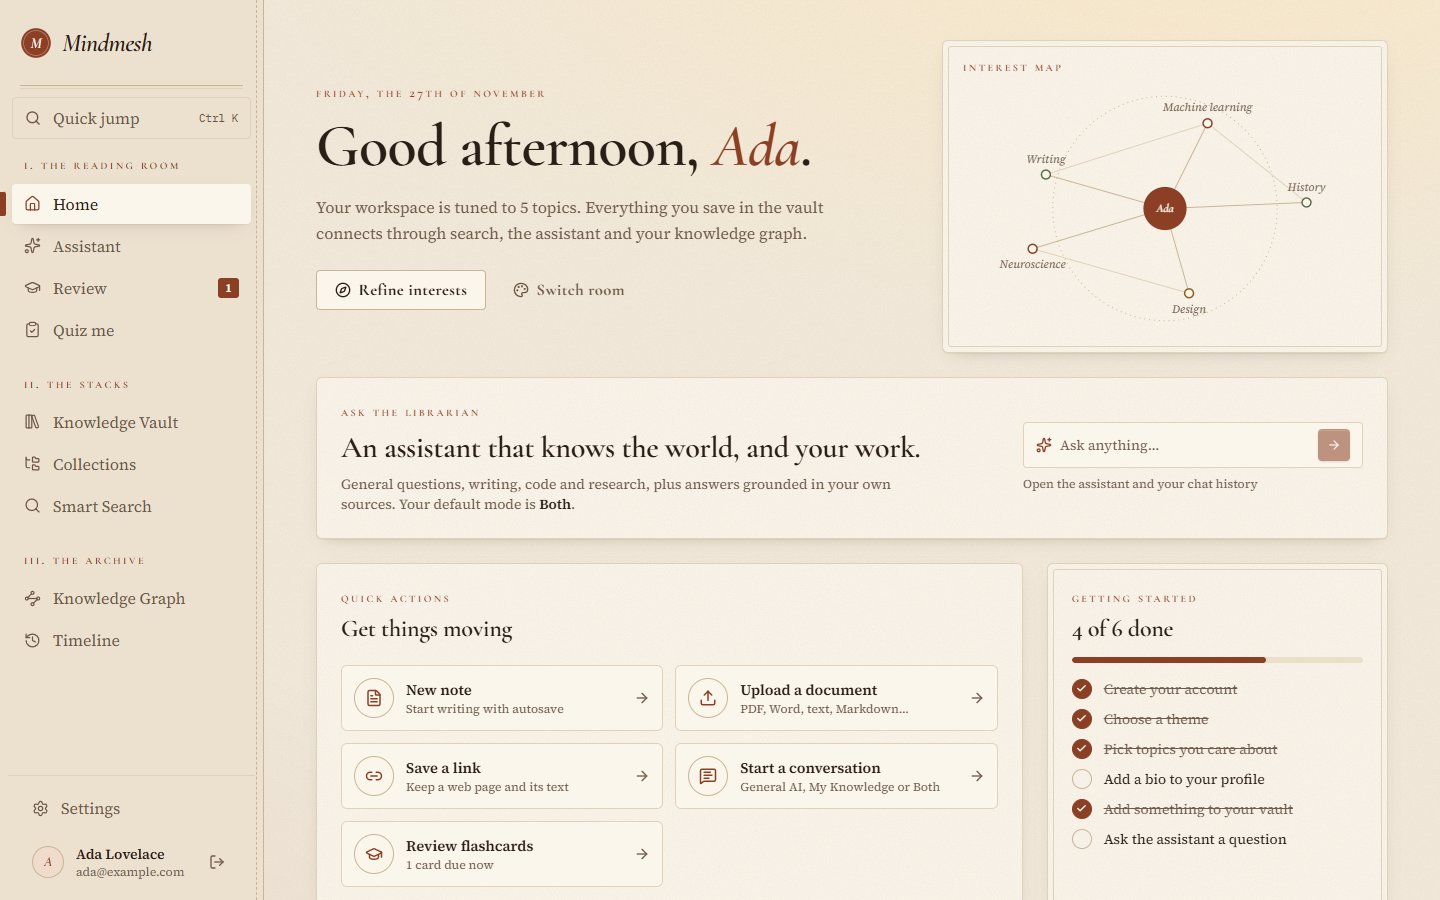 M
Mindmesh
Quick jump
Ctrl K
I. THE READING ROOM
Home
Assistant
Review
1
Quiz me
II. THE STACKS
Knowledge Vault
Collections
Smart Search
III. THE ARCHIVE
Knowledge Graph
Timeline
Settings
A
Ada Lovelace
ada@example.com
FRIDAY, THE 27TH OF NOVEMBER
Good afternoon, Ada.
Your workspace is tuned to 5 topics. Everything you save in the vault
connects through search, the assistant and your knowledge graph.
Refine interests
Switch room
INTEREST MAP
Machine learning
Writing
History
Ada
Neuroscience
Design
ASK THE LIBRARIAN
An assistant that knows the world, and your work.
General questions, writing, code and research, plus answers grounded in your own
sources. Your default mode is Both.
Ask anything...
Open the assistant and your chat history
QUICK ACTIONS
Get things moving
New note
Start writing with autosave
Upload a document
PDF, Word, text, Markdown...
Save a link
Keep a web page and its text
Start a conversation
General AI, My Knowledge or Both
Review flashcards
1 card due now
GETTING STARTED
4 of 6 done
Create your account
Choose a theme
Pick topics you care about
Add a bio to your profile
Add something to your vault
Ask the assistant a question